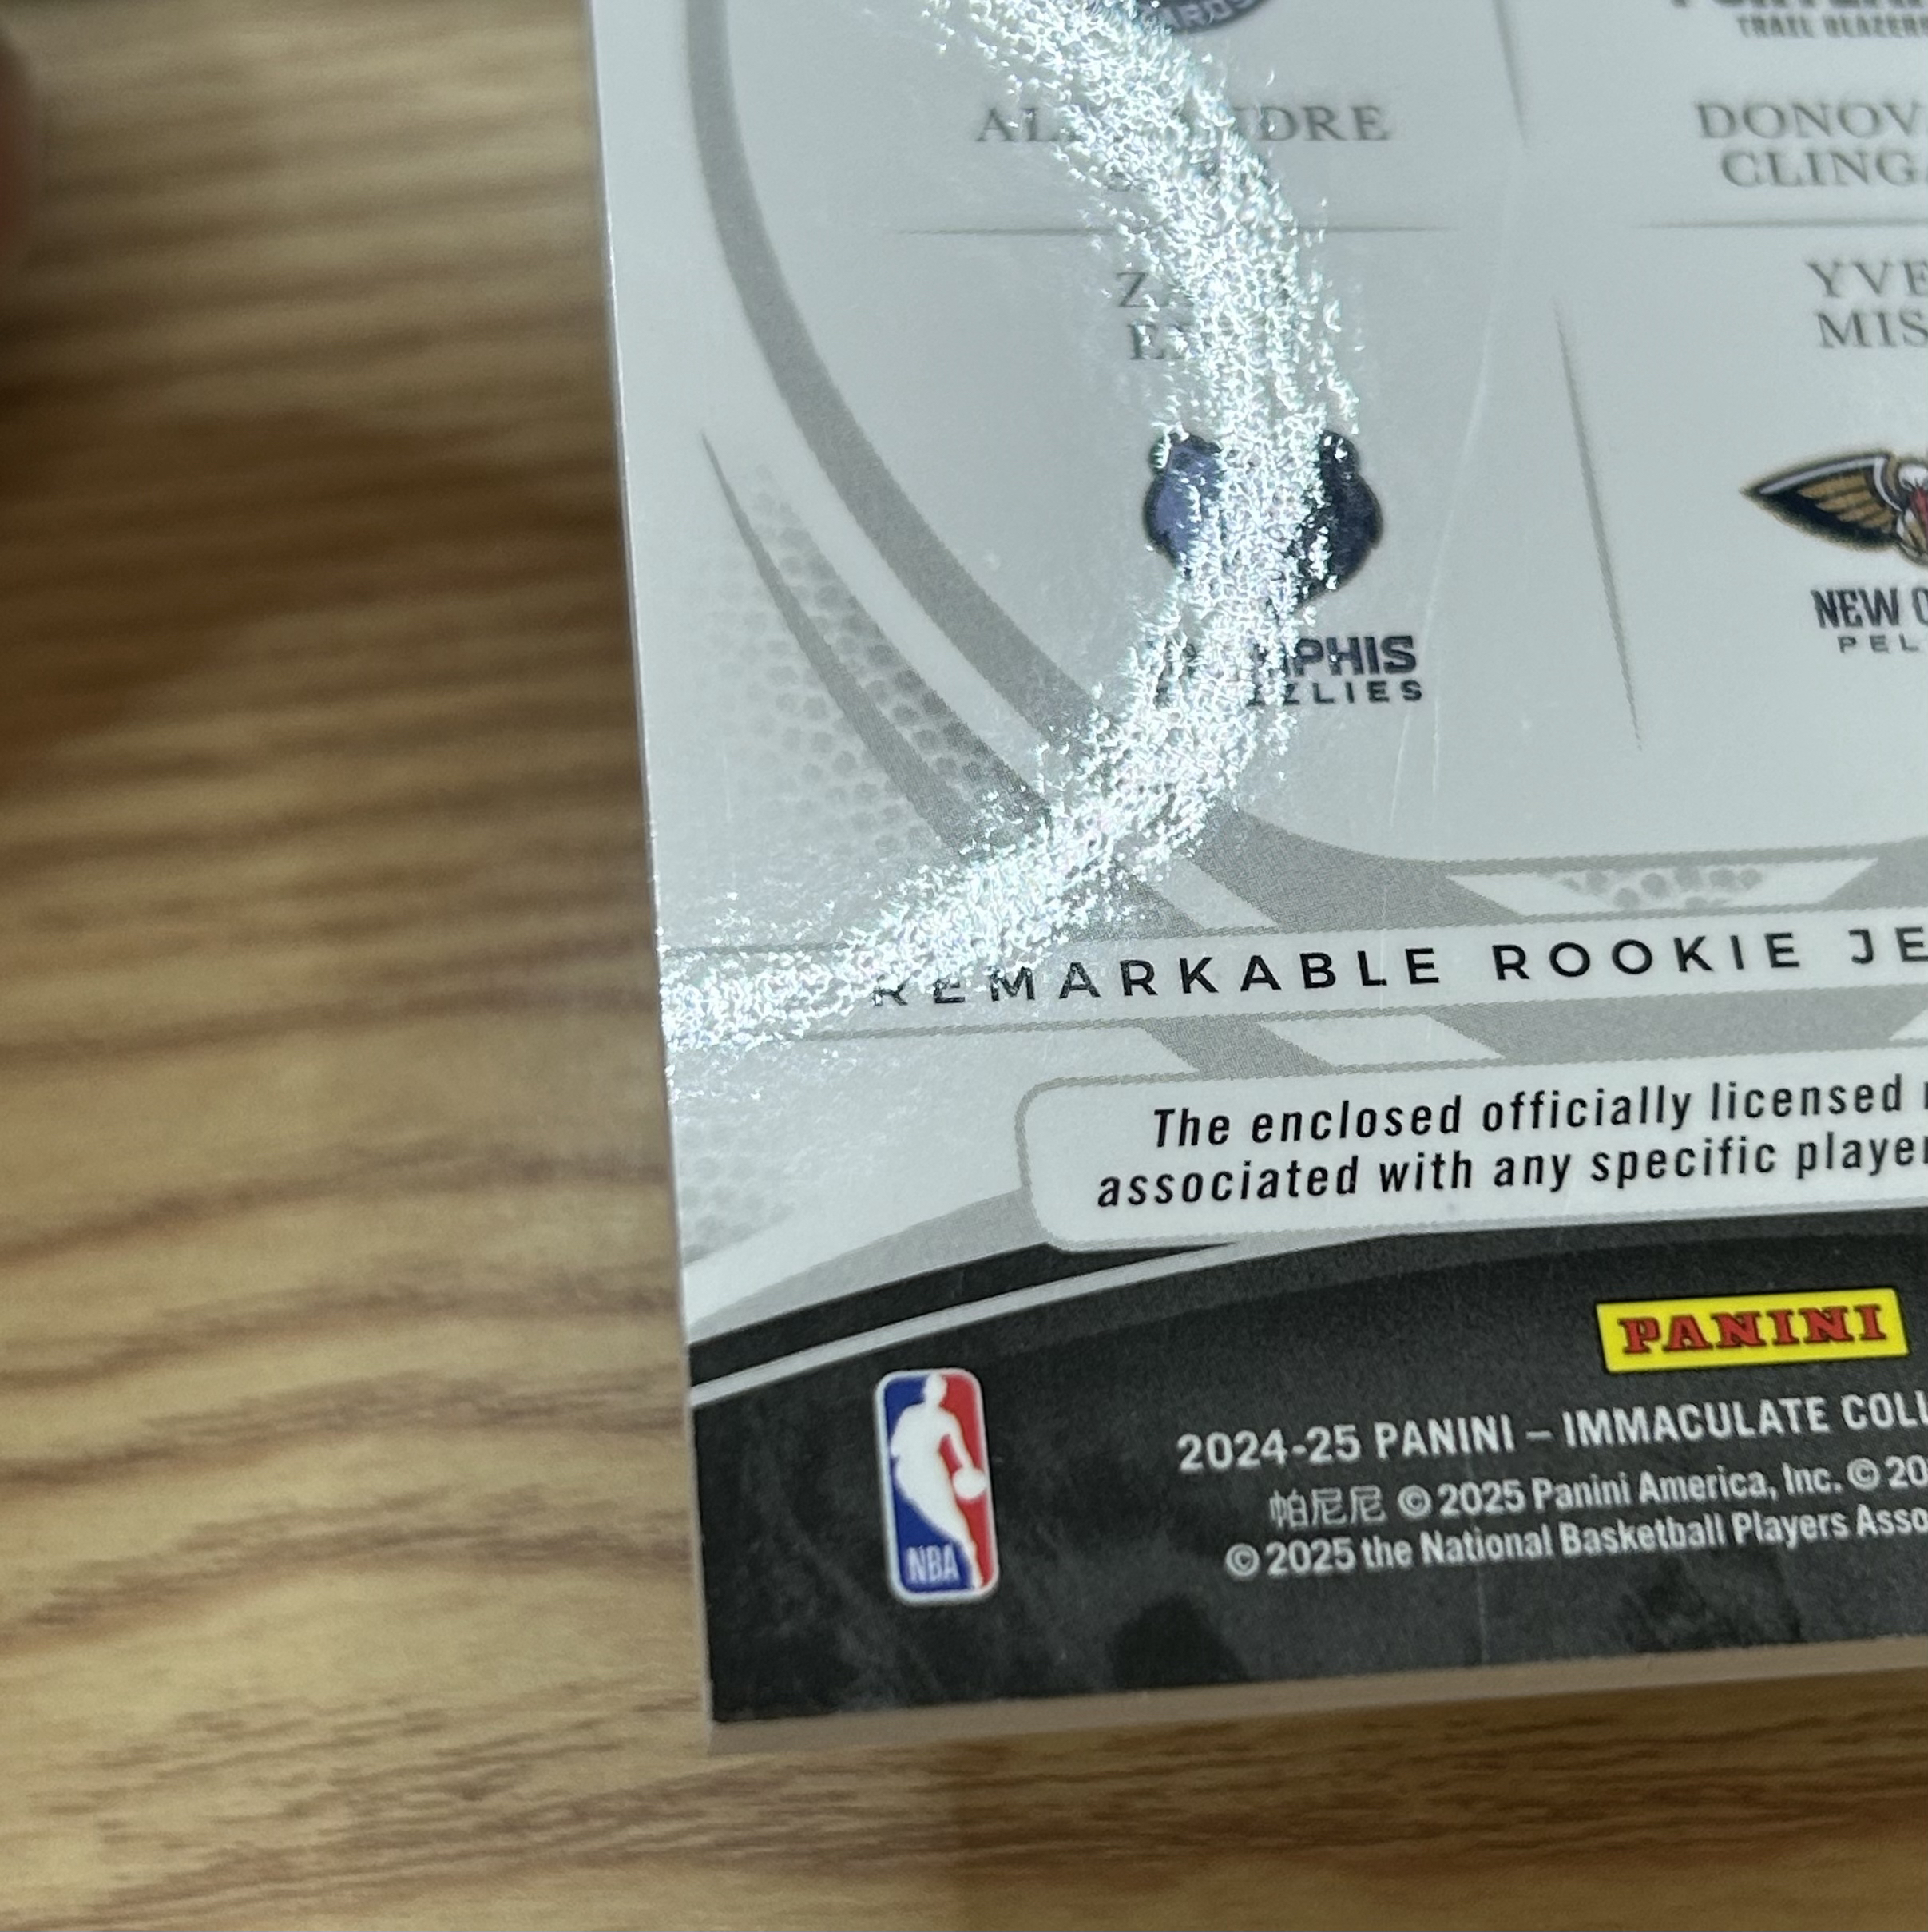 TRAIL BLAZERS
DONOV
CLING
YVE
MIS
MPHIS
ZLIES
NEW O
PEL
REMARKABLE ROOKIE JE
The enclosed officially licensed
associated with any specific player
PANINI
2024-25 PANINI – IMMACULATE COLL
帕尼尼 © 2025 Panini America, Inc. © 20
© 2025 the National Basketball Players Asso
NBA